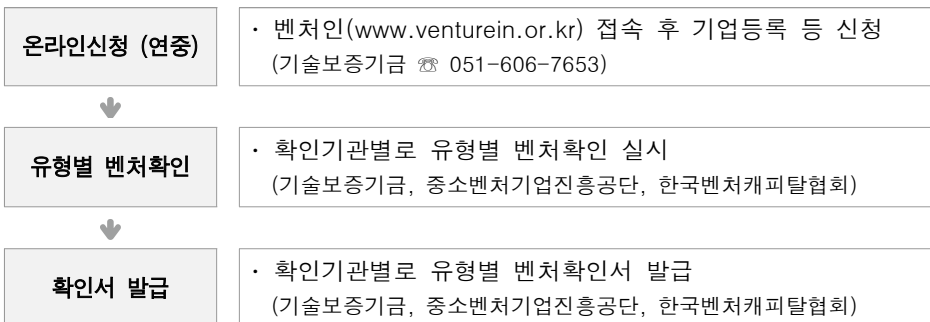 온라인신청 (연중)
· 벤처인(www.venturein.or.kr) 접속 후 기업등록 등 신청
(기술보증기금 ☏ 051-606-7653)
유형별 벤처확인
· 확인기관별로 유형별 벤처확인 실시
(기술보증기금, 중소벤처기업진흥공단, 한국벤처캐피탈협회)
확인서 발급
· 확인기관별로 유형별 벤처확인서 발급
(기술보증기금, 중소벤처기업진흥공단, 한국벤처캐피탈협회)